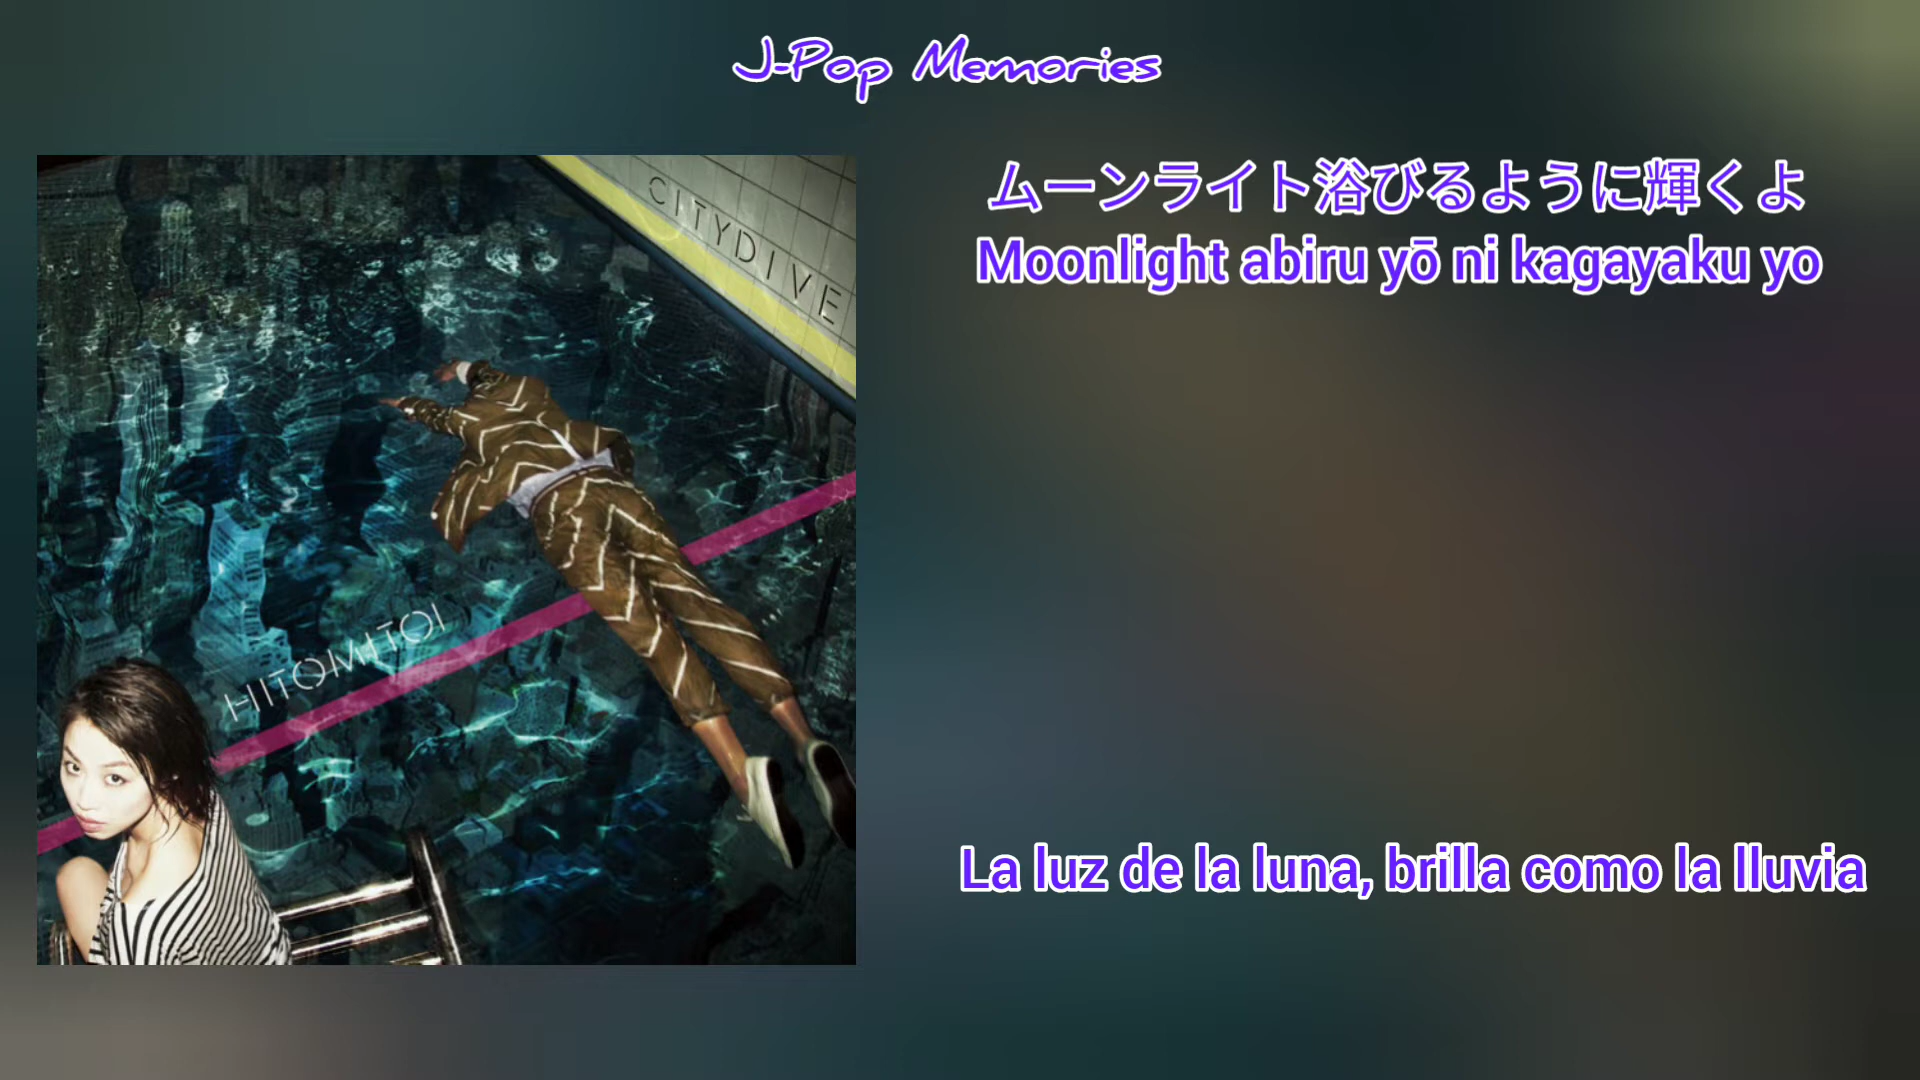 J-Pop Memories
CITYDIVE
HITOMITOI
ムーンライト浴びるように輝くよ
Moonlight abiru yō ni kagayaku yo
La luz de la luna, brilla como la lluvia